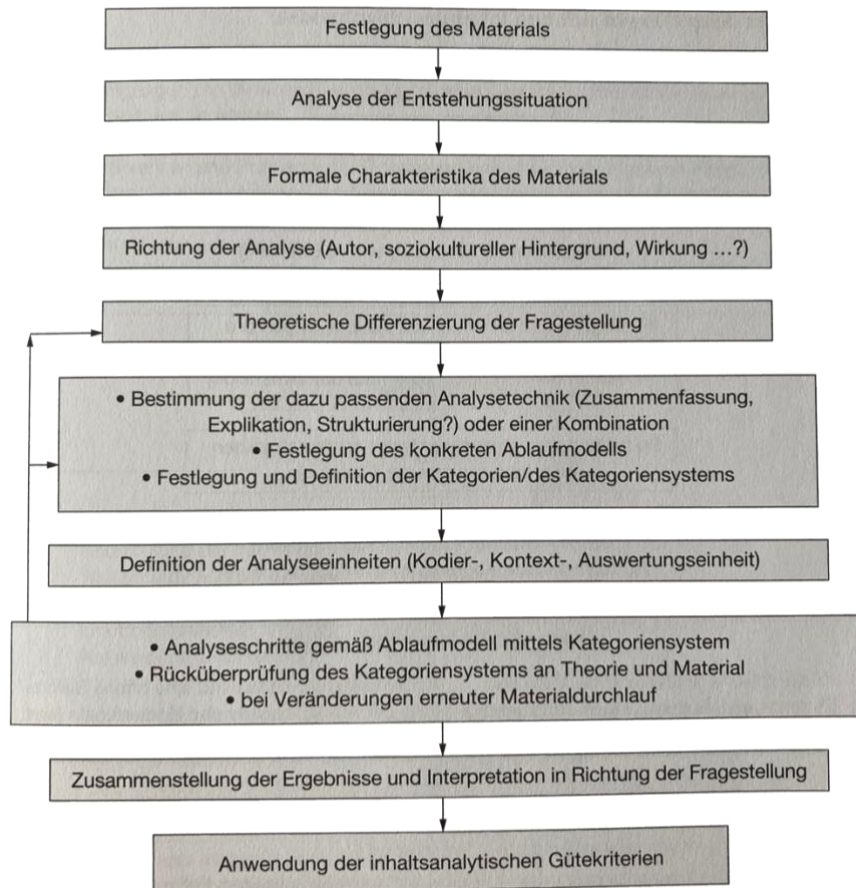 Festlegung des Materials
Analyse der Entstehungssituation
Formale Charakteristika des Materials
Richtung der Analyse (Autor, soziokultureller Hintergrund, Wirkung ...?)
Theoretische Differenzierung der Fragestellung
• Bestimmung der dazu passenden Analysetechnik (Zusammenfassung,
Explikation, Strukturierung?) oder einer Kombination
• Festlegung des konkreten Ablaufmodells
• Festlegung und Definition der Kategorien/des Kategoriensystems
Definition der Analyseeinheiten (Kodier-, Kontext-, Auswertungseinheit)
• Analyseschritte gemäß Ablaufmodell mittels Kategoriensystem
• Rücküberprüfung des Kategoriensystems an Theorie und Material
• bei Veränderungen erneuter Materialdurchlauf
Zusammenstellung der Ergebnisse und Interpretation in Richtung der Fragestellung
Anwendung der inhaltsanalytischen Gütekriterien